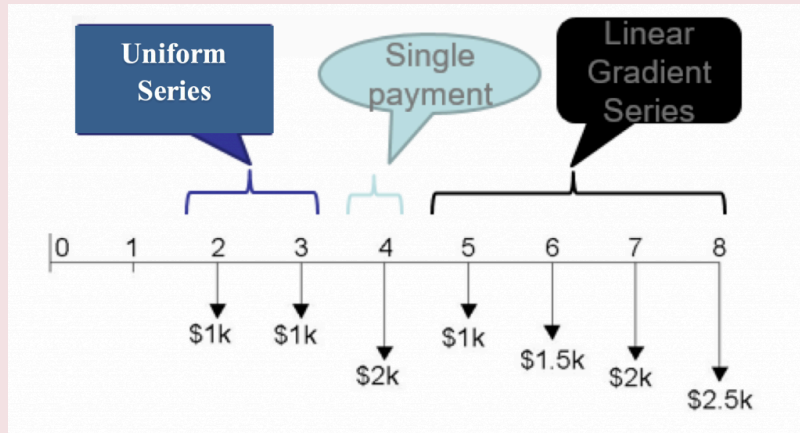 Uniform
Series
Single
payment
Linear
Gradient
Series
0 1 2 3 4 5 6 7 8
$1k $1k $2k $1k $1.5k $2k $2.5k